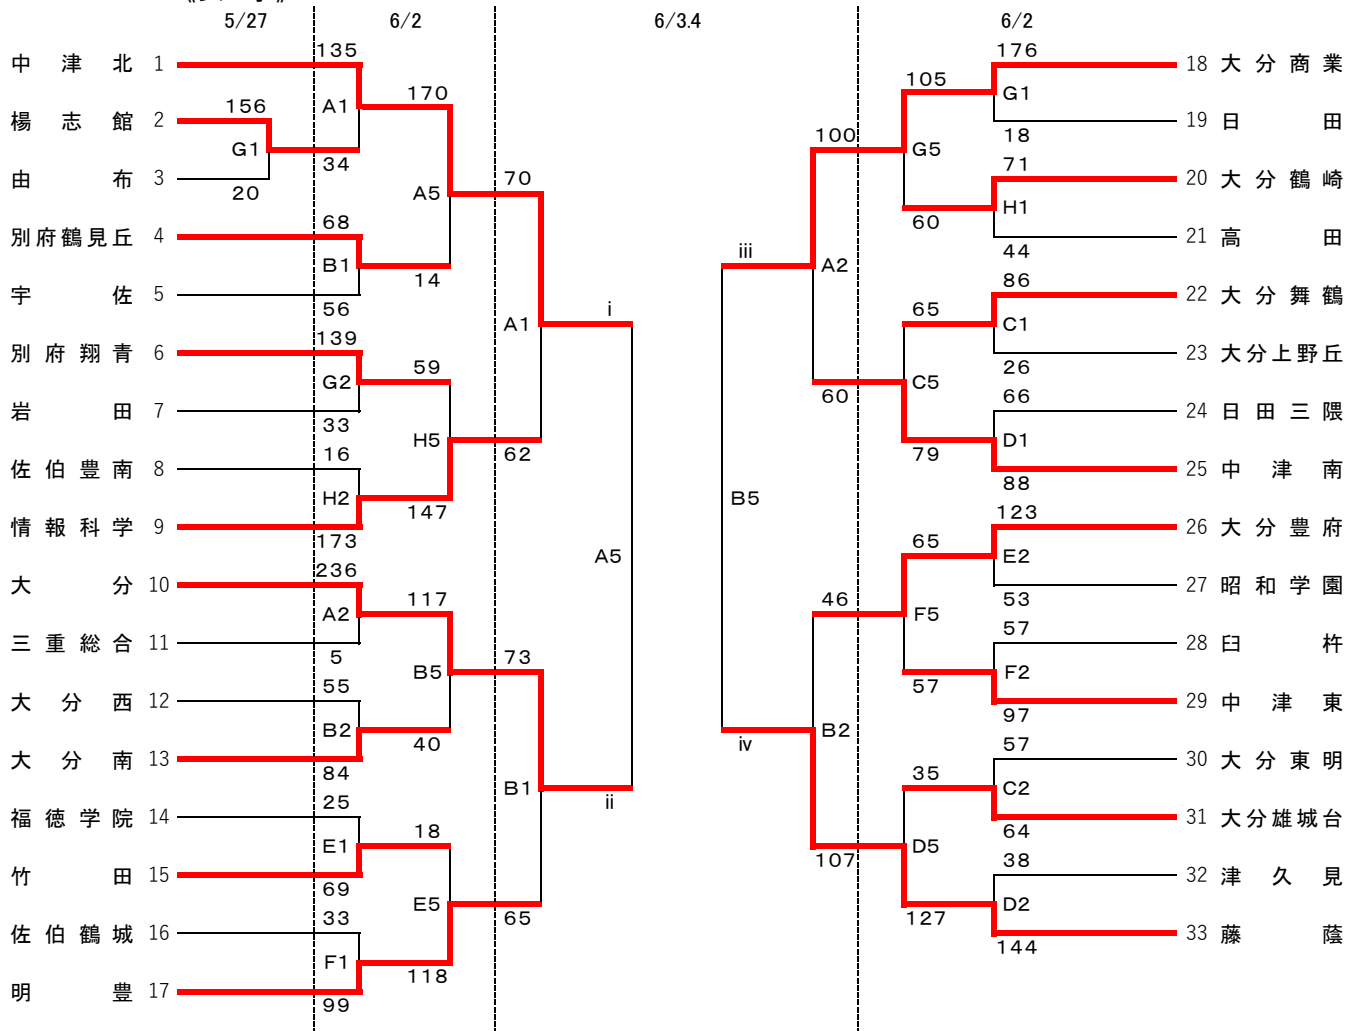 5/27 6/2 6/3.4 6/2
135 176
中津北 1 18 大分商業
105
170
156 A1 G1
楊志館 2 19 日田
100 18
G1 34 G5 71
由布 3 70 20 大分鶴崎
20 A5
68 60 H1
別府鶴見丘 4 21 高田
iii 44
B1 14 A2 86
宇佐 5 22 大分舞鶴
56 i 65
139 A1 C1
別府翔青 6 23 大分上野丘
59 26
G2 60 C5 66
岩田 7 24 日田三隈
33 H5 D1
16 62 79
佐伯豊南 8 25 中津南
88
H2 147 B5 123
情報科学 9 26 大分豊府
173 65
236 A5 E2
大分 10 27 昭和学園
117 46 53
A2 F5 57
三重総合 11 28 臼杵
5 73
55 B5 57 F2
大分西 12 29 中津東
97
B2 40 iv B2 57
大分南 13 30 大分東明
84 35
25 B1 ii C2
福徳学院 14 31 大分雄城台
18 64
E1 107 D5 38
竹田 15 32 津久見
69
33 E5 65 127 D2
佐伯鶴城 16 33 藤蔭
144
F1 118
明豊 17
99